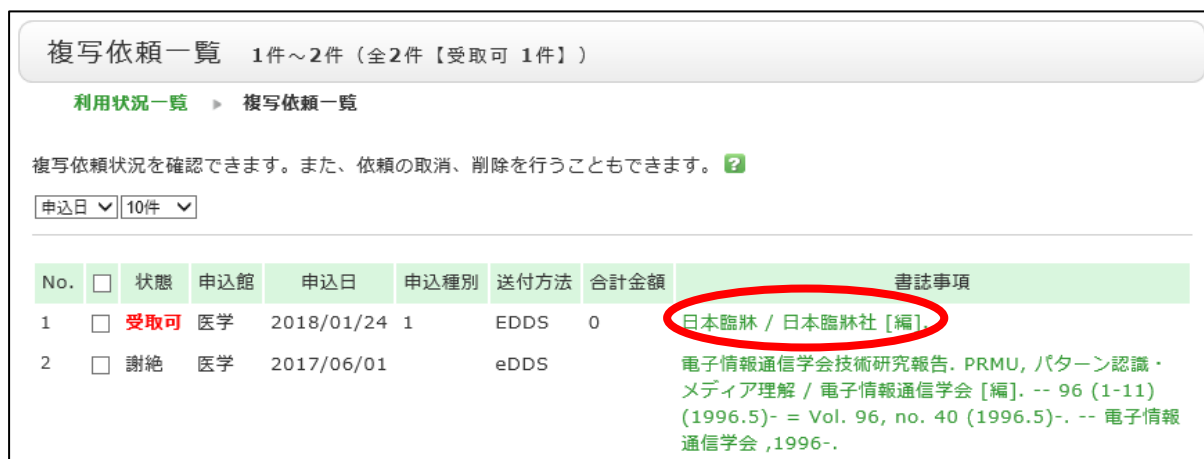 複写依頼一覧 1件～2件（全2件【受取可 1件】）
利用状況一覧 ▶ 複写依頼一覧
複写依頼状況を確認できます。また、依頼の取消、削除を行うこともできます。 ?
申込日 10件
No. 状態 申込館 申込日 申込種別 送付方法 合計金額 書誌事項
1 受取可 医学 2018/01/24 1 EDDS 0 日本臨牀 / 日本臨牀社 [編].
2 謝絶 医学 2017/06/01 eDDS 電子情報通信学会技術研究報告. PRMU, パターン認識・
メディア理解 / 電子情報通信学会 [編]. -- 96 (1-11)
(1996.5)- = Vol. 96, no. 40 (1996.5)-. -- 電子情報
通信学会 ,1996-.